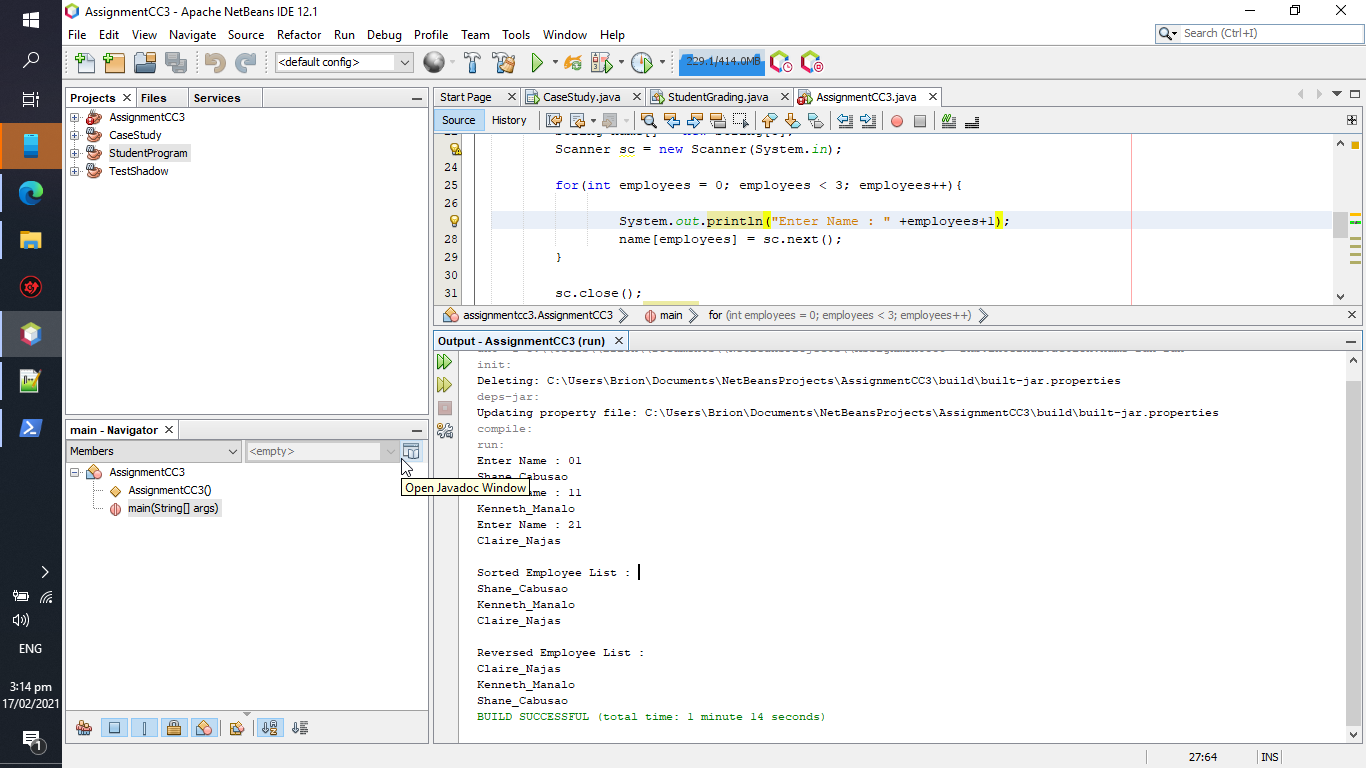 AssignmentCC3 - Apache NetBeans IDE 12.1
File Edit View Navigate Source Refactor Run Debug Profile Team Tools Window Help
Search (Ctrl+I)
<default config>
229.1/414.0MB
Projects Files Services
AssignmentCC3
CaseStudy
StudentProgram
TestShadow
Start Page CaseStudy.java StudentGrading.java AssignmentCC3.java
Source History
Scanner sc = new Scanner(System.in);
24
25 for(int employees = 0; employees < 3; employees++){
26
System.out.println("Enter Name : " +employees+1);
28 name[employees] = sc.next();
29 }
30
31 sc.close();
assignmentcc3.AssignmentCC3 main for (int employees = 0; employees < 3; employees++)
Output - AssignmentCC3 (run)
init:
Deleting: C:\Users\Brion\Documents\NetBeansProjects\AssignmentCC3\build\built-jar.properties
deps-jar:
Updating property file: C:\Users\Brion\Documents\NetBeansProjects\AssignmentCC3\build\built-jar.properties
compile:
run:
Enter Name : 01
Shane_Cabusao
Name : 11
Kenneth_Manalo
Enter Name : 21
Claire_Najas
Sorted Employee List :
Shane_Cabusao
Kenneth_Manalo
Claire_Najas
Reversed Employee List :
Claire_Najas
Kenneth_Manalo
Shane_Cabusao
BUILD SUCCESSFUL (total time: 1 minute 14 seconds)
main - Navigator
Members <empty>
Open Javadoc Window
AssignmentCC3
AssignmentCC3()
main(String[] args)
ENG
3:14 pm
17/02/2021
1
27:64 INS